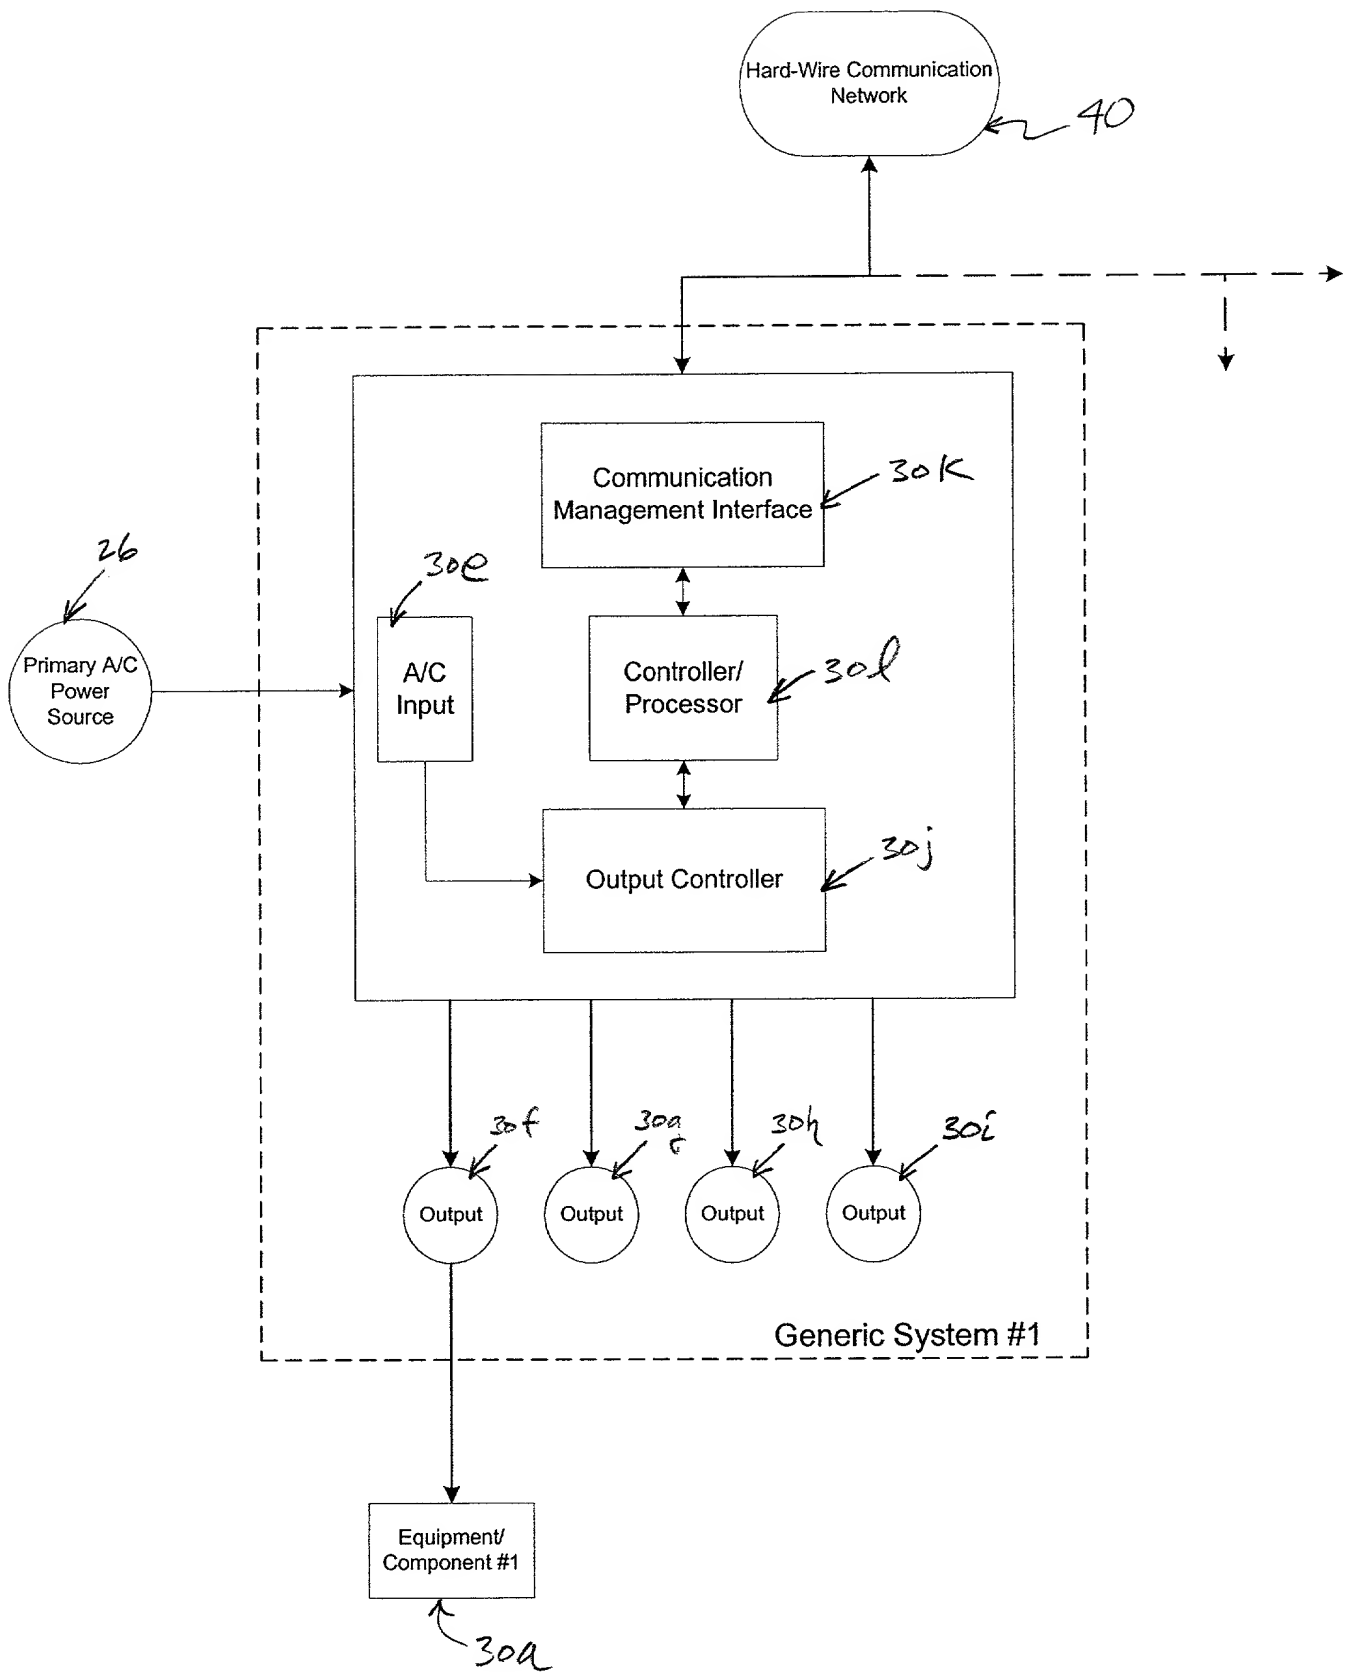 Hard-Wire Communication
Network
40
Communication
Management Interface
30k
26
30e
Primary A/C
Power
Source
A/C
Input
Controller/
Processor
30l
Output Controller
30j
30f
30g
30h
30i
Output
Output
Output
Output
Generic System #1
Equipment/
Component #1
30a